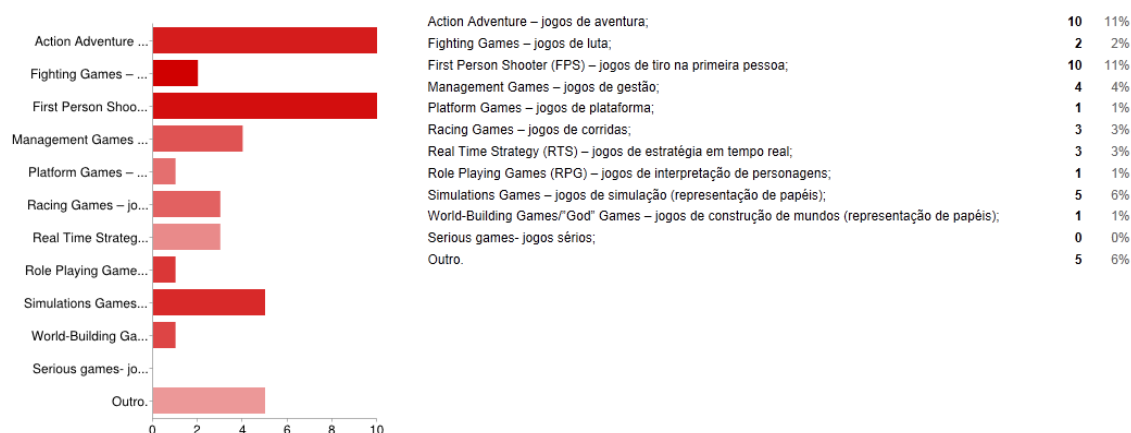 Action Adventure ...
Fighting Games – ...
First Person Shoo...
Management Games ...
Platform Games – ...
Racing Games – jo...
Real Time Strateg...
Role Playing Game...
Simulations Games...
World-Building Ga...
Serious games- jo...
Outro.
0 2 4 6 8 10
Action Adventure – jogos de aventura; 10 11%
Fighting Games – jogos de luta; 2 2%
First Person Shooter (FPS) – jogos de tiro na primeira pessoa; 10 11%
Management Games – jogos de gestão; 4 4%
Platform Games – jogos de plataforma; 1 1%
Racing Games – jogos de corridas; 3 3%
Real Time Strategy (RTS) – jogos de estratégia em tempo real; 3 3%
Role Playing Games (RPG) – jogos de interpretação de personagens; 1 1%
Simulations Games – jogos de simulação (representação de papéis); 5 6%
World-Building Games/"God" Games – jogos de construção de mundos (representação de papéis); 1 1%
Serious games- jogos sérios; 0 0%
Outro. 5 6%